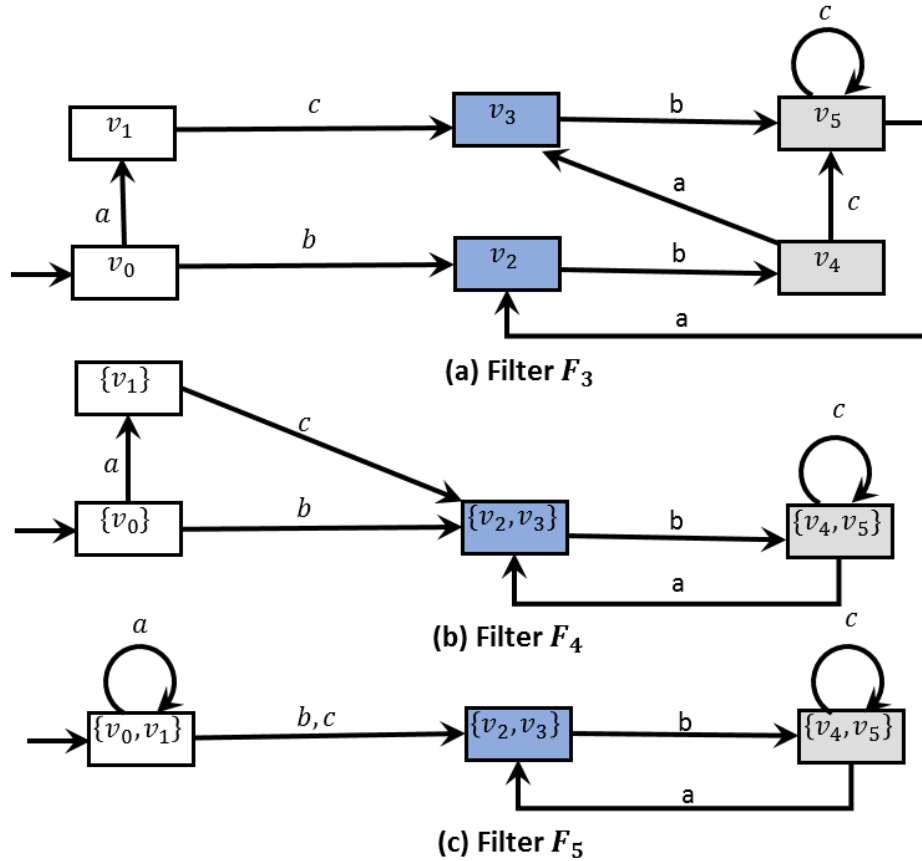 c
c
v₁
v₃
b
v₅
a
a
c
b
v₀
v₂
b
v₄
a
(a) Filter F₃
{v₁}
c
c
a
{v₀}
b
{v₂, v₃}
b
{v₄, v₅}
a
(b) Filter F₄
a
c
{v₀, v₁}
b, c
{v₂, v₃}
b
{v₄, v₅}
a
(c) Filter F₅